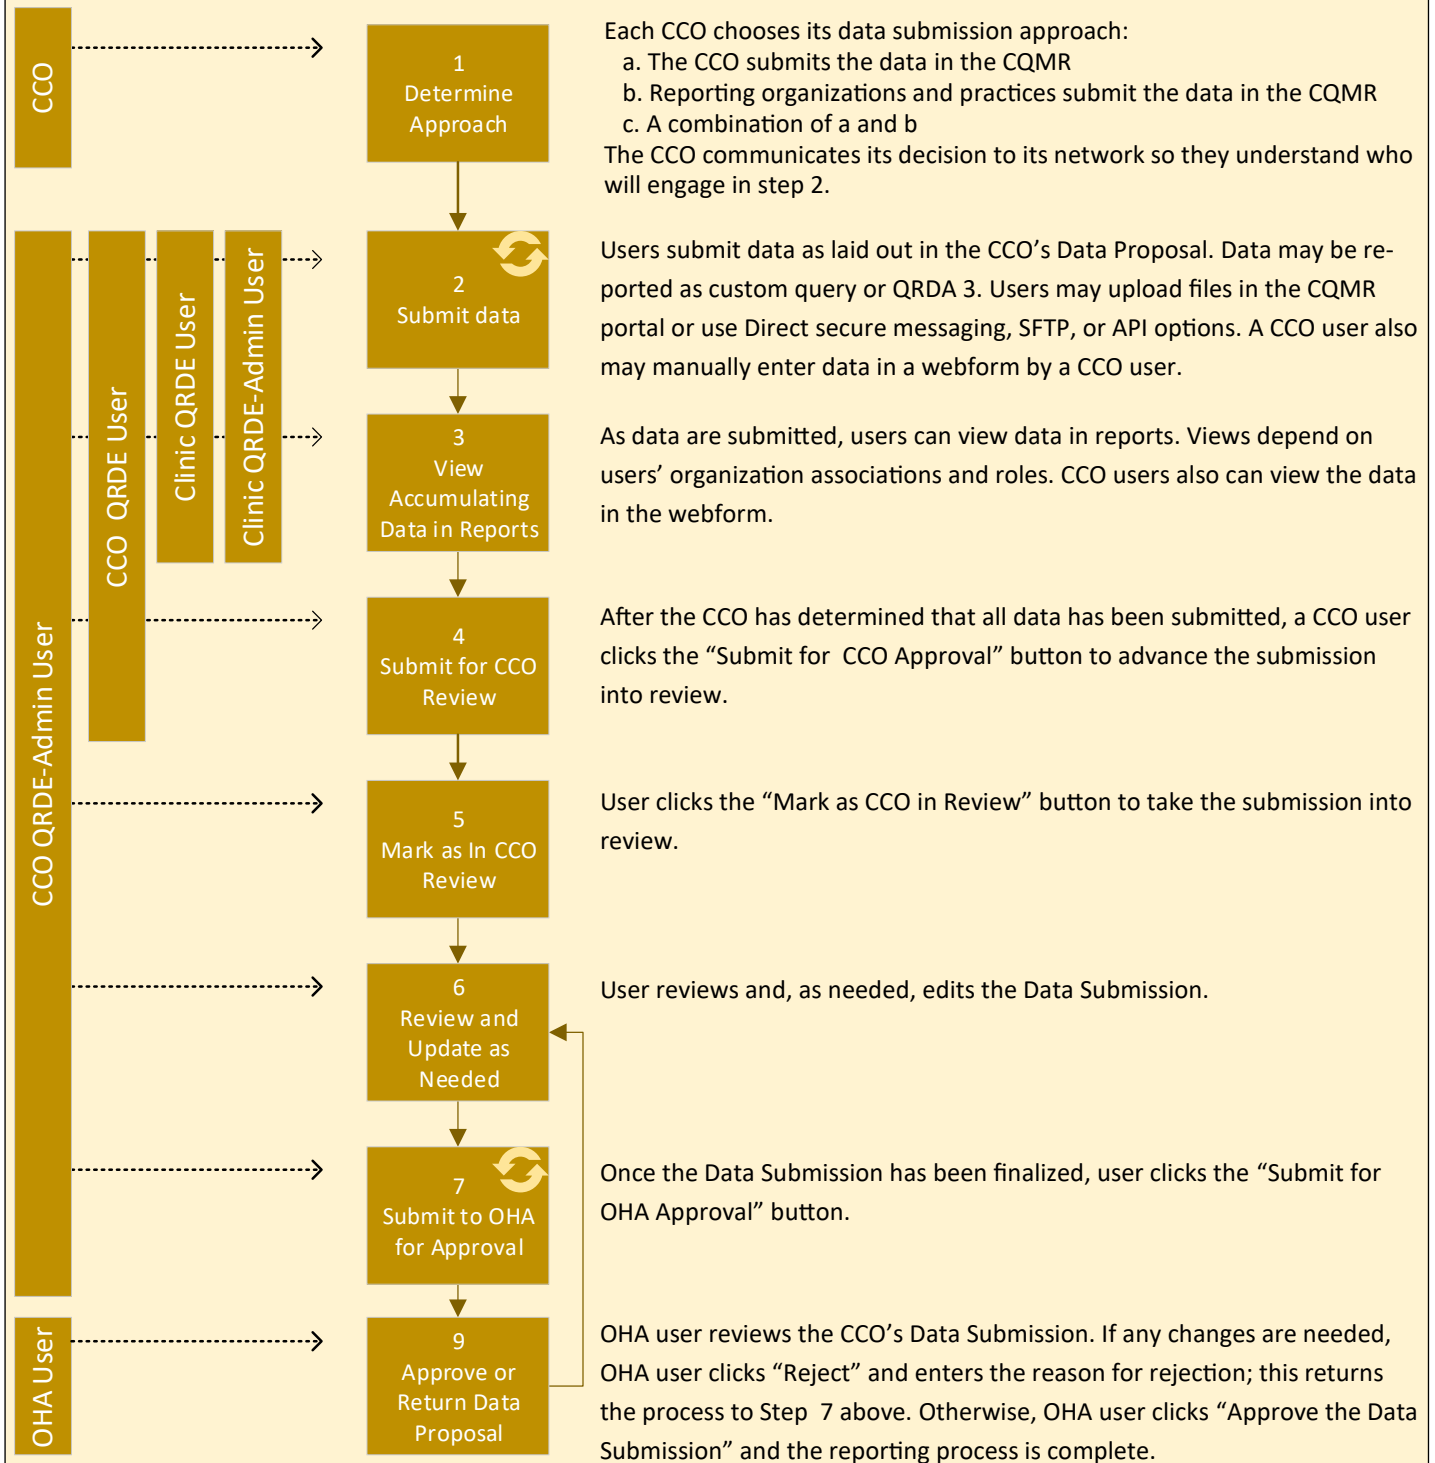 CCO
1
Determine
Approach
Each CCO chooses its data submission approach:
a. The CCO submits the data in the CQMR
b. Reporting organizations and practices submit the data in the CQMR
c. A combination of a and b
The CCO communicates its decision to its network so they understand who
will engage in step 2.
CCO QRDE-Admin User
CCO  QRDE User
Clinic QRDE User
Clinic QRDE-Admin User
2
Submit data
Users submit data as laid out in the CCO’s Data Proposal. Data may be re-
ported as custom query or QRDA 3. Users may upload files in the CQMR
portal or use Direct secure messaging, SFTP, or API options. A CCO user also
may manually enter data in a webform by a CCO user.
3
View
Accumulating
Data in Reports
As data are submitted, users can view data in reports. Views depend on
users’ organization associations and roles. CCO users also can view the data
in the webform.
4
Submit for CCO
Review
After the CCO has determined that all data has been submitted, a CCO user
clicks the “Submit for  CCO Approval” button to advance the submission
into review.
5
Mark as In CCO
Review
User clicks the “Mark as CCO in Review” button to take the submission into
review.
6
Review and
Update as
Needed
User reviews and, as needed, edits the Data Submission.
7
Submit to OHA
for Approval
Once the Data Submission has been finalized, user clicks the “Submit for
OHA Approval” button.
OHA User
9
Approve or
Return Data
Proposal
OHA user reviews the CCO’s Data Submission. If any changes are needed,
OHA user clicks “Reject” and enters the reason for rejection; this returns
the process to Step  7 above. Otherwise, OHA user clicks “Approve the Data
Submission” and the reporting process is complete.